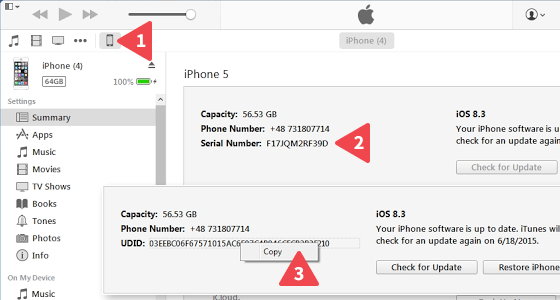 1
iPhone (4)
iPhone (4)
64GB
100%
Settings
Summary
Apps
Music
Movies
TV Shows
Books
Tones
Photos
Info
On My Device
Music
iPhone 5
Capacity: 56.53 GB
Phone Number: +48 731807714
Serial Number: F17JQM2RF39D
2
iOS 8.3
Your iPhone software is u
check for an update again
Check for Update
Capacity: 56.53 GB
Phone Number: +48 731807714
UDID:
Copy
3
iOS 8.3
Your iPhone software is up to date. iTunes wil
check for an update again on 6/18/2015.
Check for Update
Restore iPhone
iCloud.